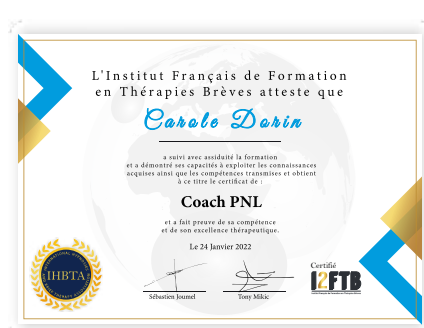 L'Institut Français de Formation
en Thérapies Brèves atteste que
Carole Dorin
a suivi avec assiduité la formation
et a démontré ses capacités à exploiter les connaissances
acquises ainsi que les compétences transmises et obtient
à ce titre le certificat de :
Coach PNL
et a fait preuve de sa compétence
et de son excellence thérapeutique.
Le 24 Janvier 2022
IHBTA
Certifié
I2FTB
Sébastien Journel
Tony Mikic